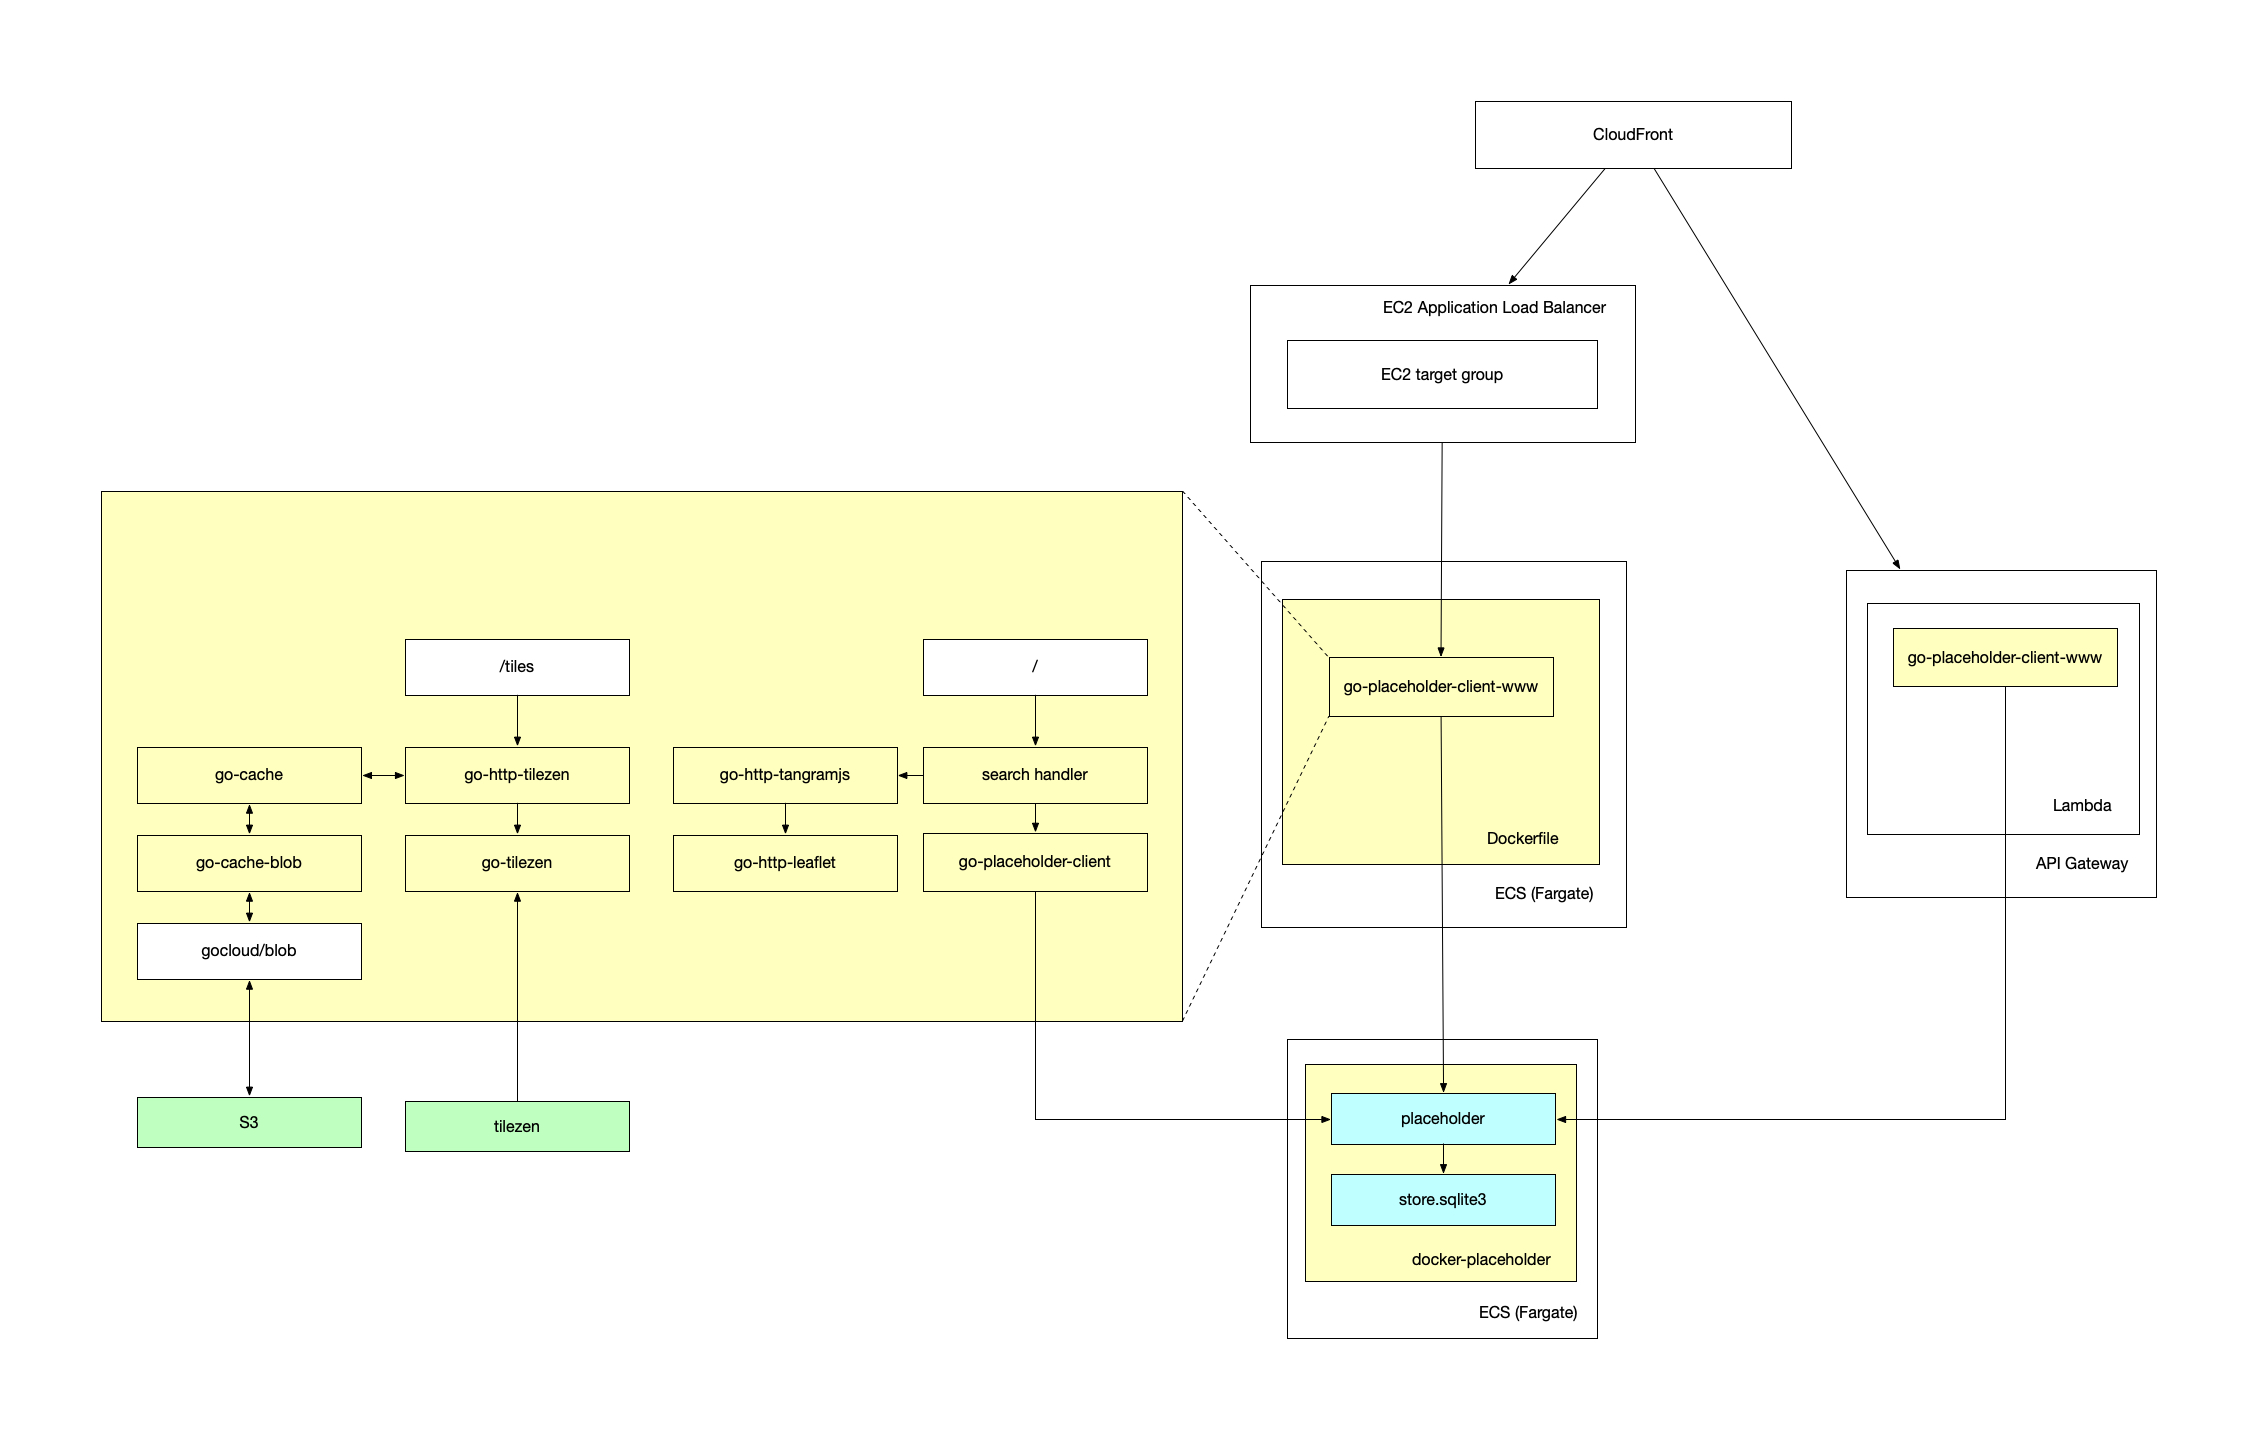 CloudFront
EC2 Application Load Balancer
EC2 target group
/tiles
/
go-placeholder-client-www
go-placeholder-client-www
go-cache
go-http-tilezen
go-http-tangramjs
search handler
Lambda
Dockerfile
go-cache-blob
go-tilezen
go-http-leaflet
go-placeholder-client
API Gateway
ECS (Fargate)
gocloud/blob
S3
tilezen
placeholder
store.sqlite3
docker-placeholder
ECS (Fargate)